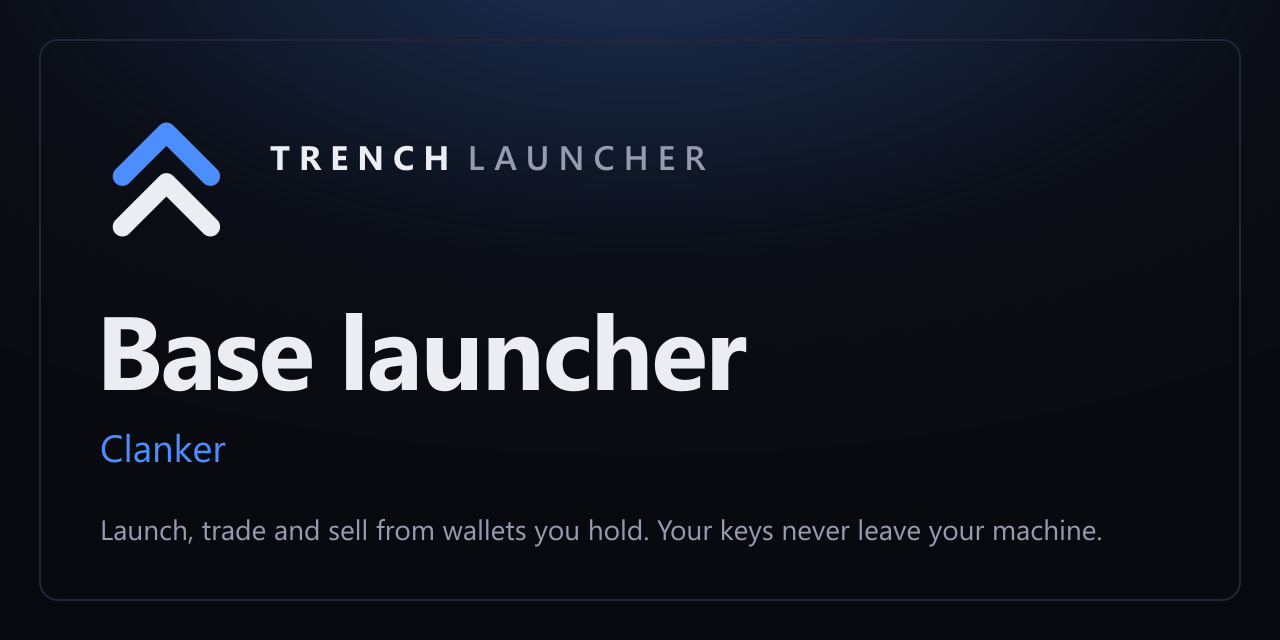 TRENCH LAUNCHER
Base launcher
Clanker
Launch, trade and sell from wallets you hold. Your keys never leave your machine.